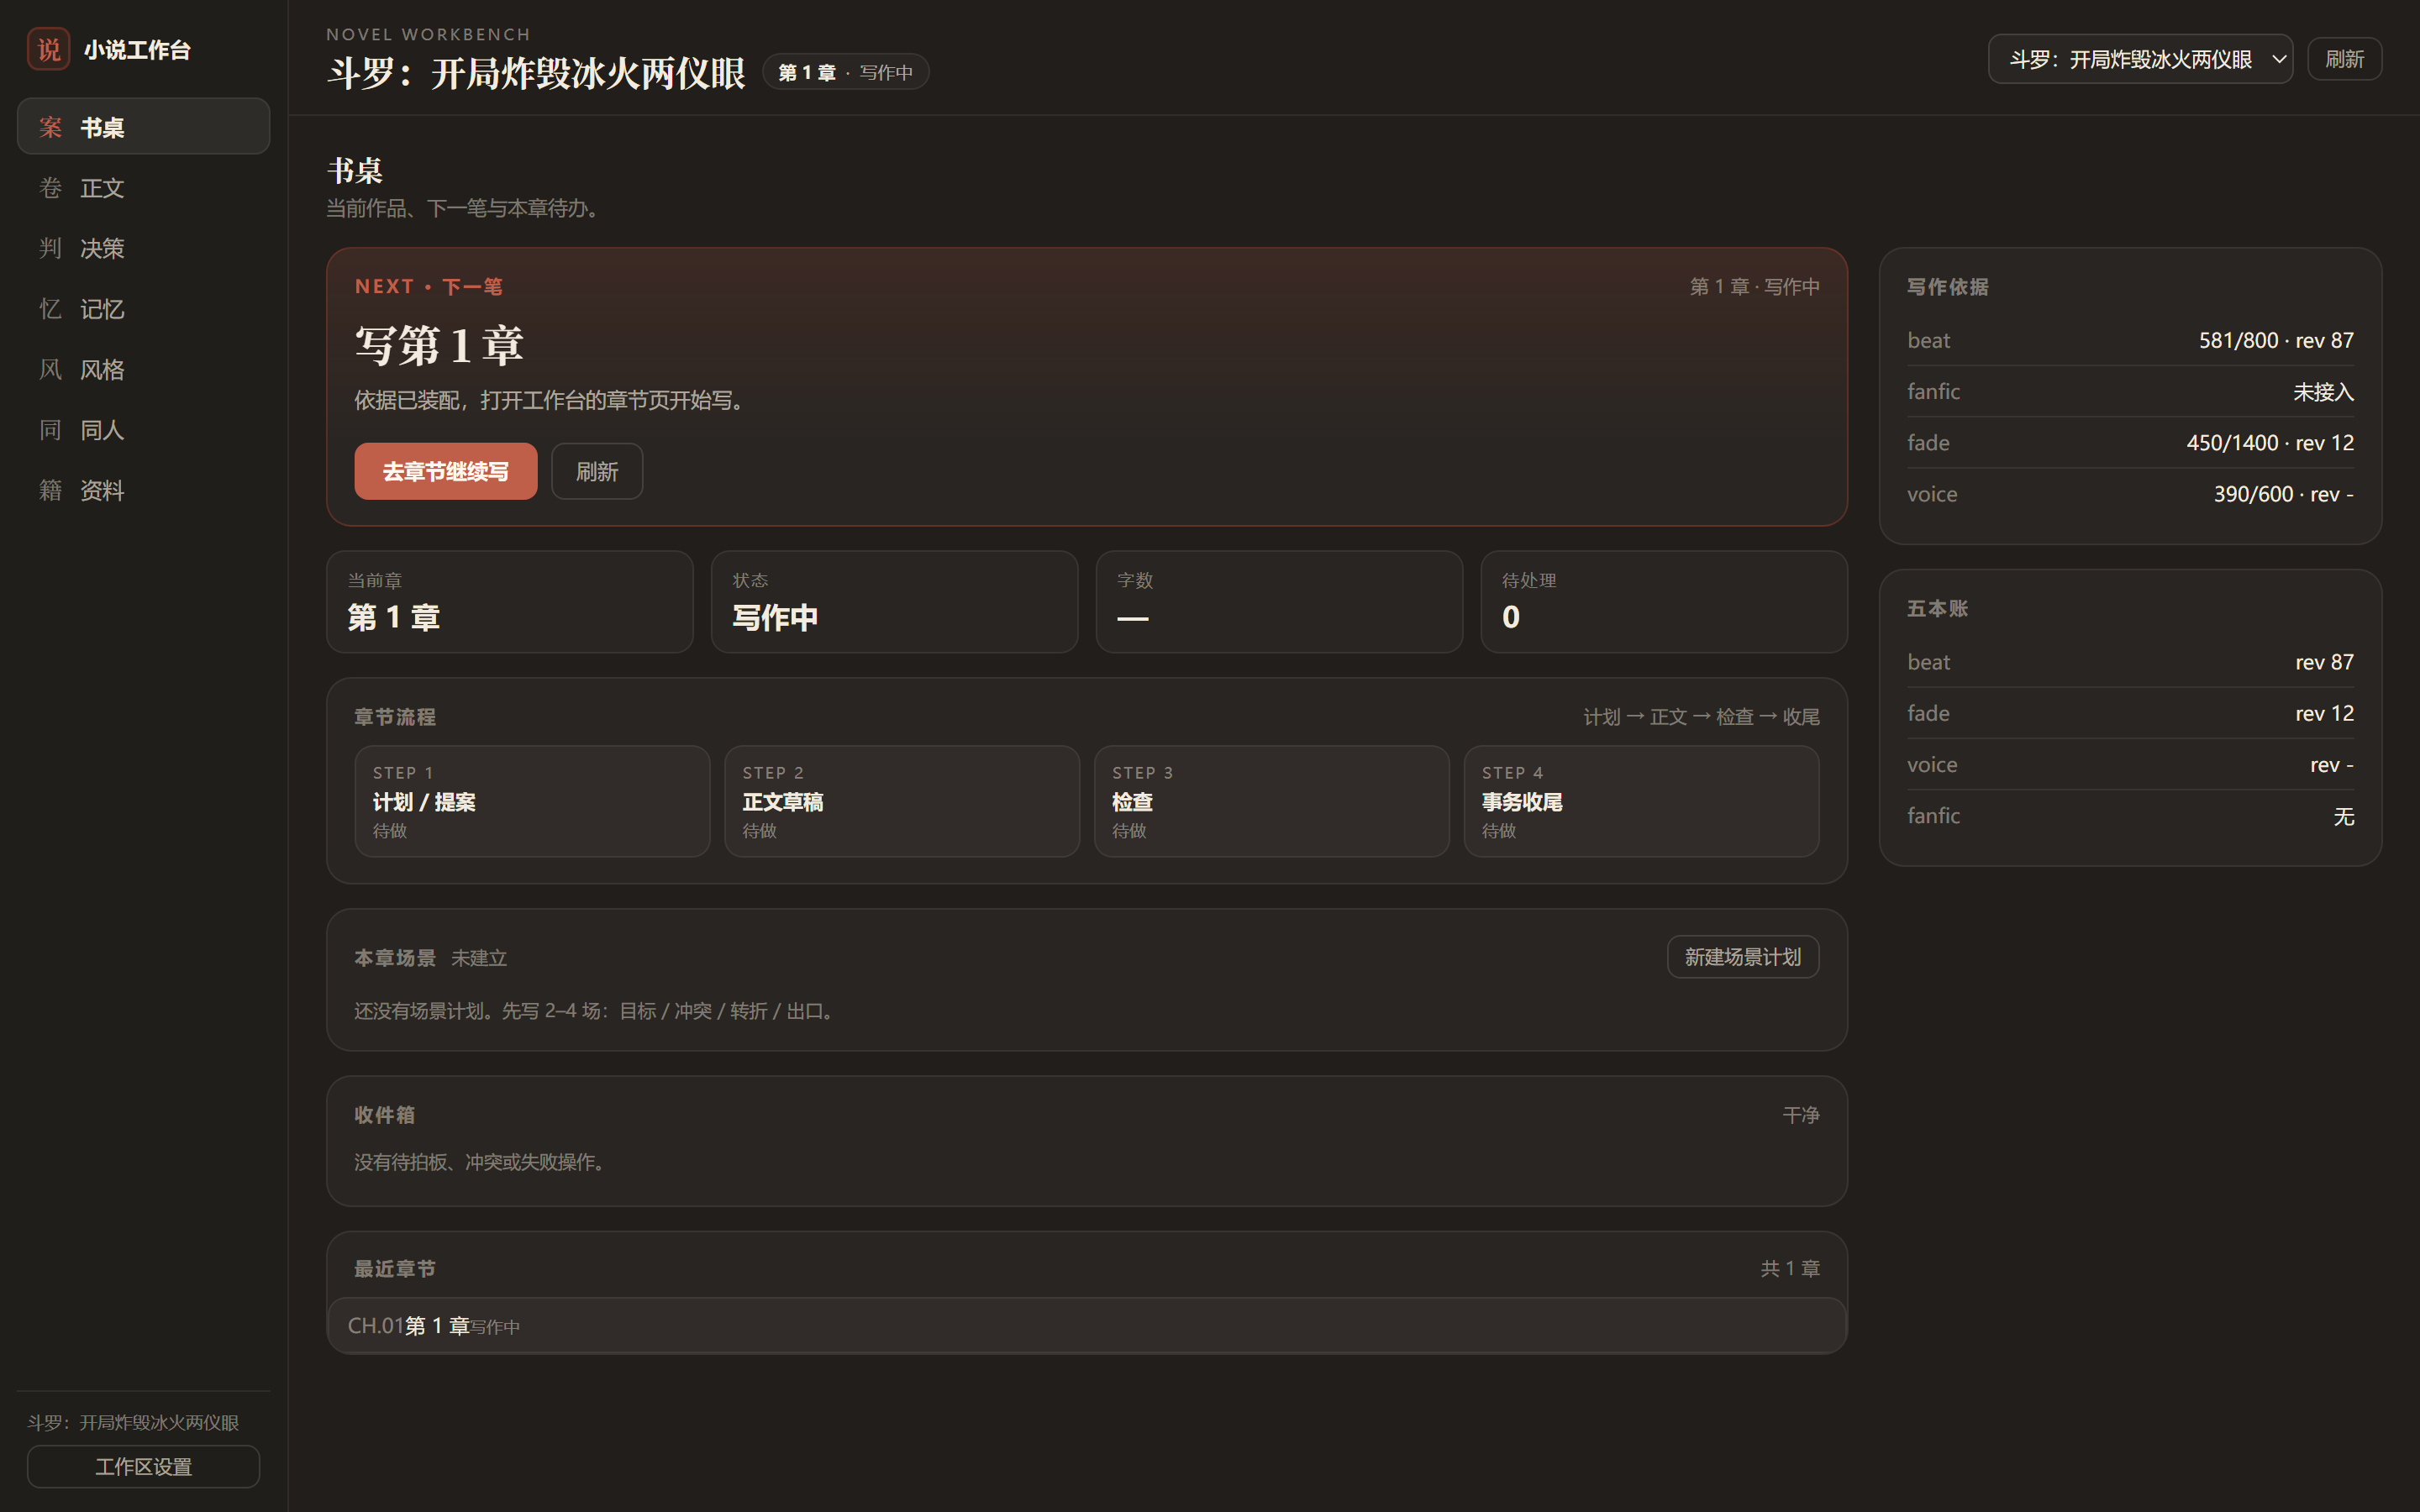 说 小说工作台
案 书桌
卷 正文
判 决策
忆 记忆
风 风格
同 同人
籍 资料
斗罗：开局炸毁冰火两仪眼
工作区设置
NOVEL WORKBENCH
斗罗：开局炸毁冰火两仪眼 第 1 章 · 写作中
斗罗：开局炸毁冰火两仪眼 刷新
书桌
当前作品、下一笔与本章待办。
NEXT • 下一笔 第 1 章 · 写作中
写第 1 章
依据已装配，打开工作台的章节页开始写。
去章节继续写 刷新
当前章
第 1 章
状态
写作中
字数
—
待处理
0
章节流程 计划 → 正文 → 检查 → 收尾
STEP 1
计划 / 提案
待做
STEP 2
正文草稿
待做
STEP 3
检查
待做
STEP 4
事务收尾
待做
本章场景 未建立 新建场景计划
还没有场景计划。先写 2–4 场：目标 / 冲突 / 转折 / 出口。
收件箱 干净
没有待拍板、冲突或失败操作。
最近章节 共 1 章
CH.01第 1 章写作中
写作依据
beat 581/800 · rev 87
fanfic 未接入
fade 450/1400 · rev 12
voice 390/600 · rev -
五本账
beat rev 87
fade rev 12
voice rev -
fanfic 无